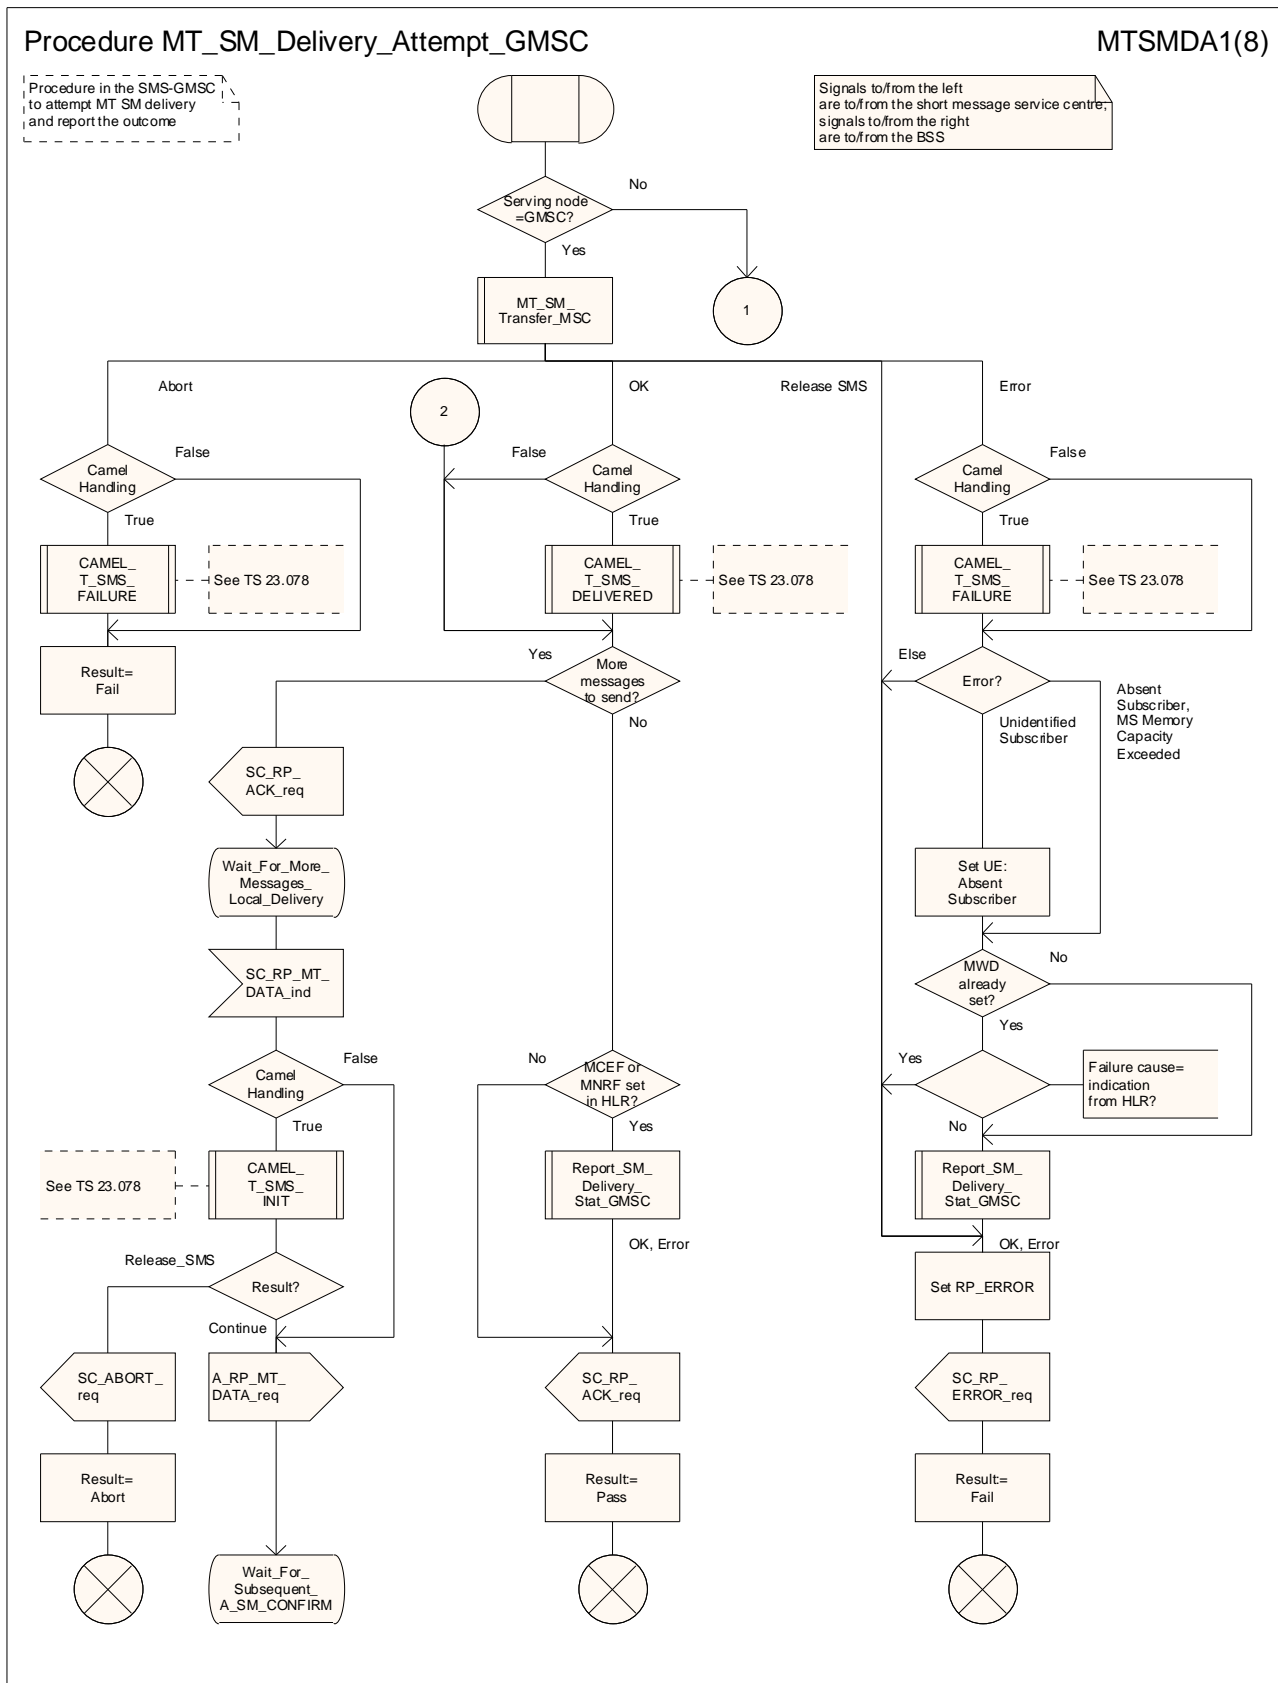 Procedure MT_SM_Delivery_Attempt_GMSC
MTSMDA1(8)
Procedure in the SMS-GMSC
to attempt MT SM delivery
and report the outcome
Signals to/from the left
are to/from the short message service centre;
signals to/from the right
are to/from the BSS
Serving node
=GMSC?
No
Yes
MT_SM_
Transfer_MSC
1
Abort
OK
Release SMS
Error
2
Camel
Handling
False
True
False
Camel
Handling
True
Camel
Handling
False
True
CAMEL_
T_SMS_
FAILURE
See TS 23.078
CAMEL_
T_SMS_
DELIVERED
See TS 23.078
CAMEL_
T_SMS_
FAILURE
See TS 23.078
Result:=
Fail
Yes
More
messages
to send?
No
Else
Error?
Unidentified
Subscriber
Absent
Subscriber,
MS Memory
Capacity
Exceeded
SC_RP_
ACK_req
Wait_For_More_
Messages_
Local_Delivery
Set UE:
Absent
Subscriber
SC_RP_MT_
DATA_ind
MWD
already
set?
No
Yes
Camel
Handling
False
True
No
MCEF or
MNRF set
in HLR?
Yes
Yes
Failure cause=
indication
from HLR?
No
See TS 23.078
CAMEL_
T_SMS_
INIT
Report_SM_
Delivery_
Stat_GMSC
Report_SM_
Delivery_
Stat_GMSC
OK, Error
OK, Error
Release_SMS
Result?
Continue
Set RP_ERROR
SC_ABORT_
req
A_RP_MT_
DATA_req
SC_RP_
ACK_req
SC_RP_
ERROR_req
Result:=
Abort
Result:=
Pass
Result:=
Fail
Wait_For_
Subsequent_
A_SM_CONFIRM